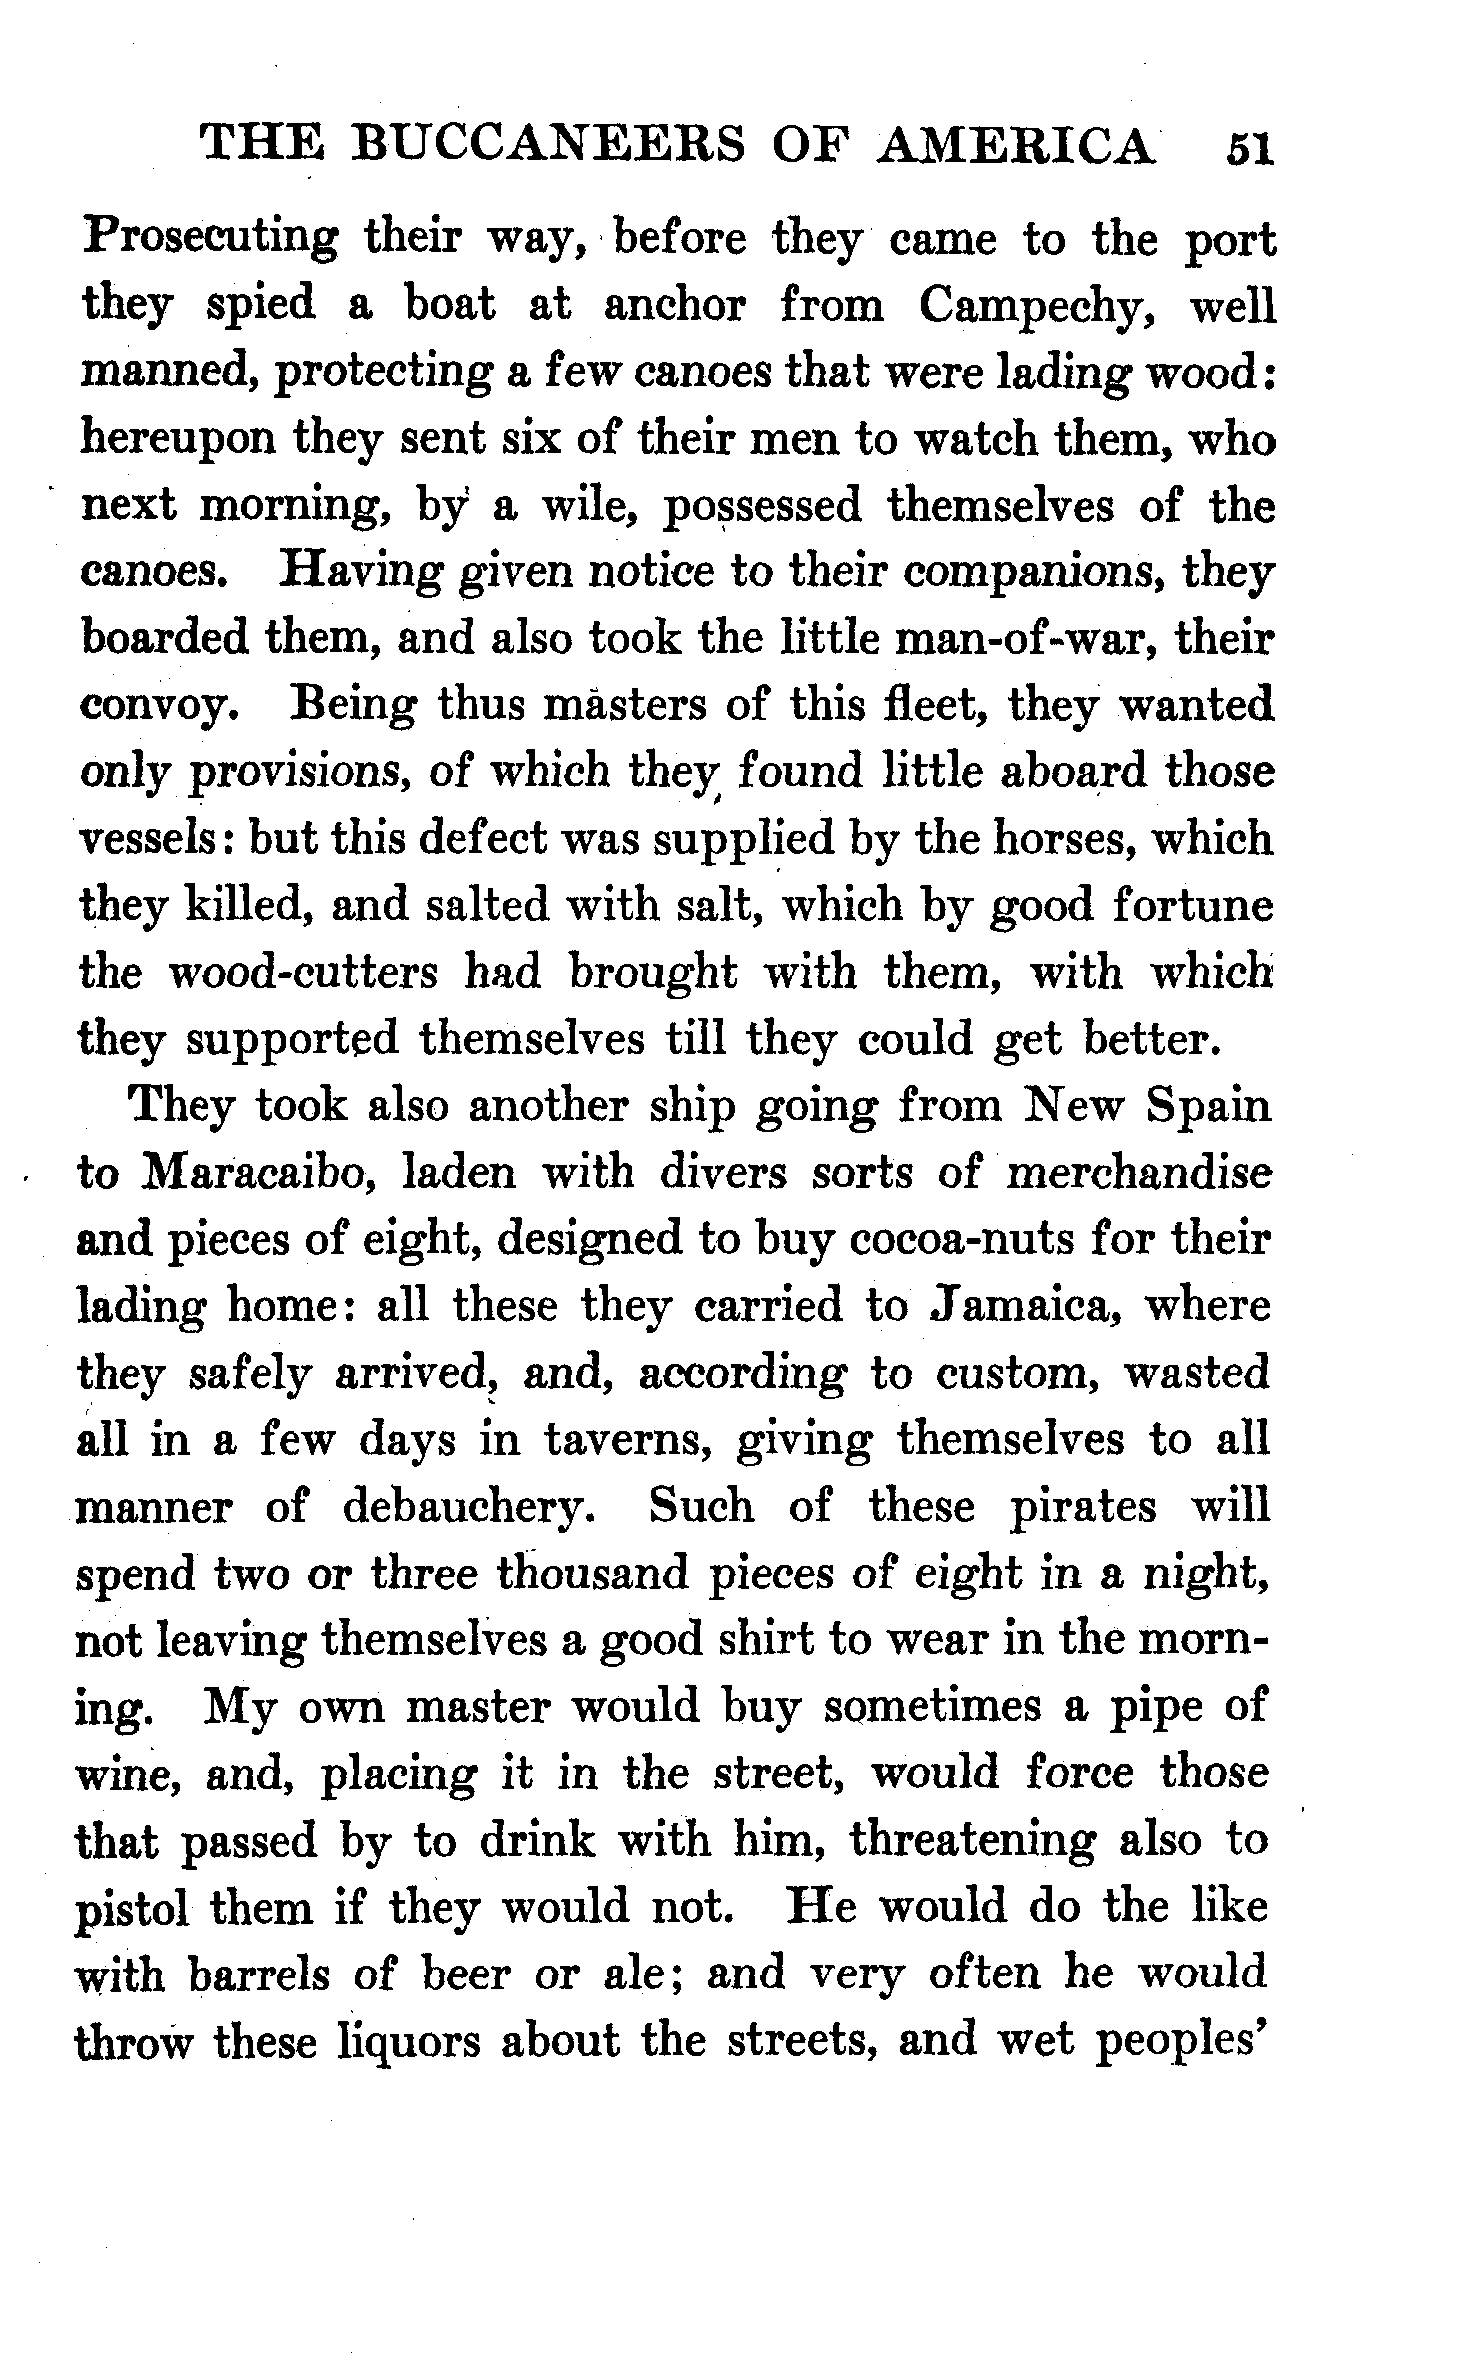 THE BUCCANEERS OF AMERICA 51
Prosecuting their way, before they came to the port
they spied a boat at anchor from Campechy, well
manned, protecting a few canoes that were lading wood:
hereupon they sent six of their men to watch them, who
next morning, by a wile, possessed themselves of the
canoes. Having given notice to their companions, they
boarded them, and also took the little man-of-war, their
convoy. Being thus masters of this fleet, they wanted
only provisions, of which they found little aboard those
vessels: but this defect was supplied by the horses, which
they killed, and salted with salt, which by good fortune
the wood-cutters had brought with them, with which
they supported themselves till they could get better.
They took also another ship going from New Spain
to Maracaibo, laden with divers sorts of merchandise
and pieces of eight, designed to buy cocoa-nuts for their
lading home: all these they carried to Jamaica, where
they safely arrived, and, according to custom, wasted
all in a few days in taverns, giving themselves to all
manner of debauchery. Such of these pirates will
spend two or three thousand pieces of eight in a night,
not leaving themselves a good shirt to wear in the morn-
ing. My own master would buy sometimes a pipe of
wine, and, placing it in the street, would force those
that passed by to drink with him, threatening also to
pistol them if they would not. He would do the like
with barrels of beer or ale; and very often he would
throw these liquors about the streets, and wet peoples'